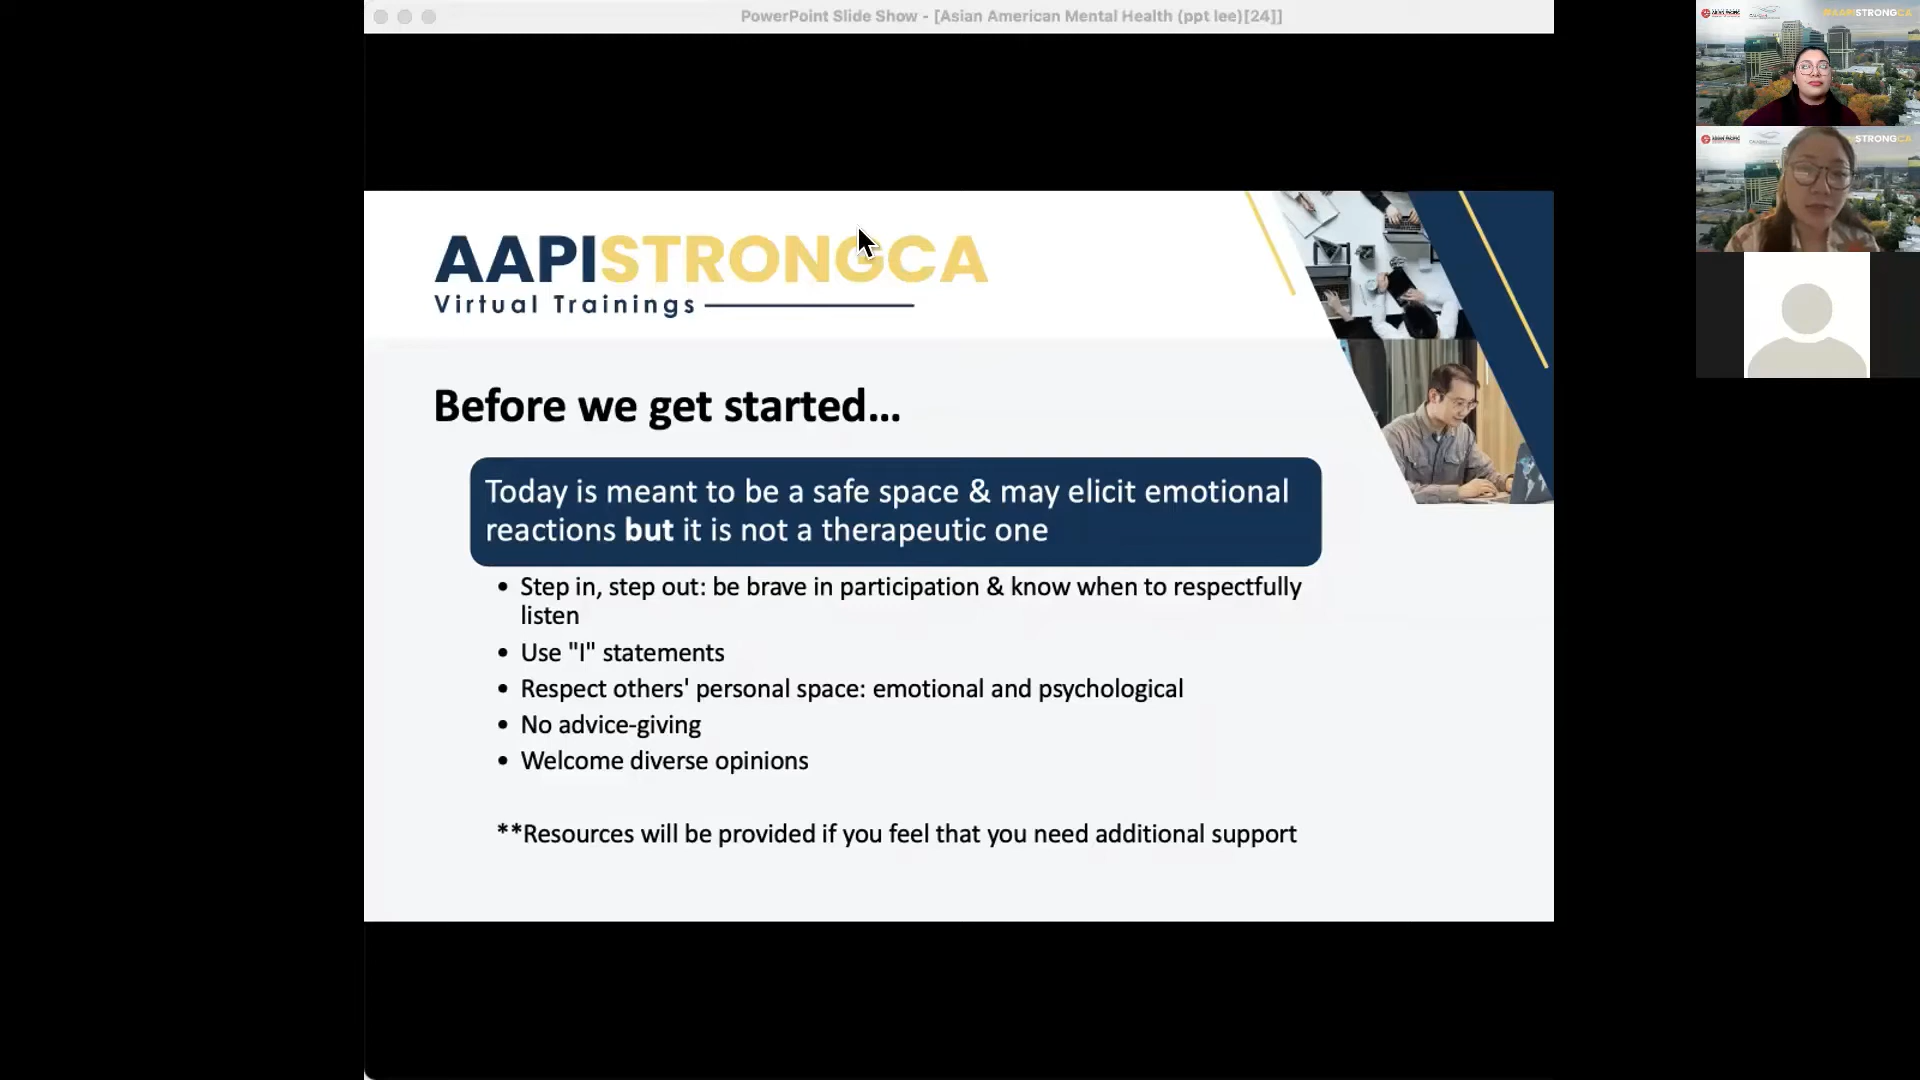 PowerPoint Slide Show - [Asian American Mental Health (ppt lee)[24]]
AAPISTRONGCA
Virtual Trainings
Before we get started...
Today is meant to be a safe space & may elicit emotional
reactions but it is not a therapeutic one
• Step in, step out: be brave in participation & know when to respectfully
listen
• Use "I" statements
• Respect others' personal space: emotional and psychological
• No advice-giving
• Welcome diverse opinions
**Resources will be provided if you feel that you need additional support
#AAPISTRONGCA
STRONGCA